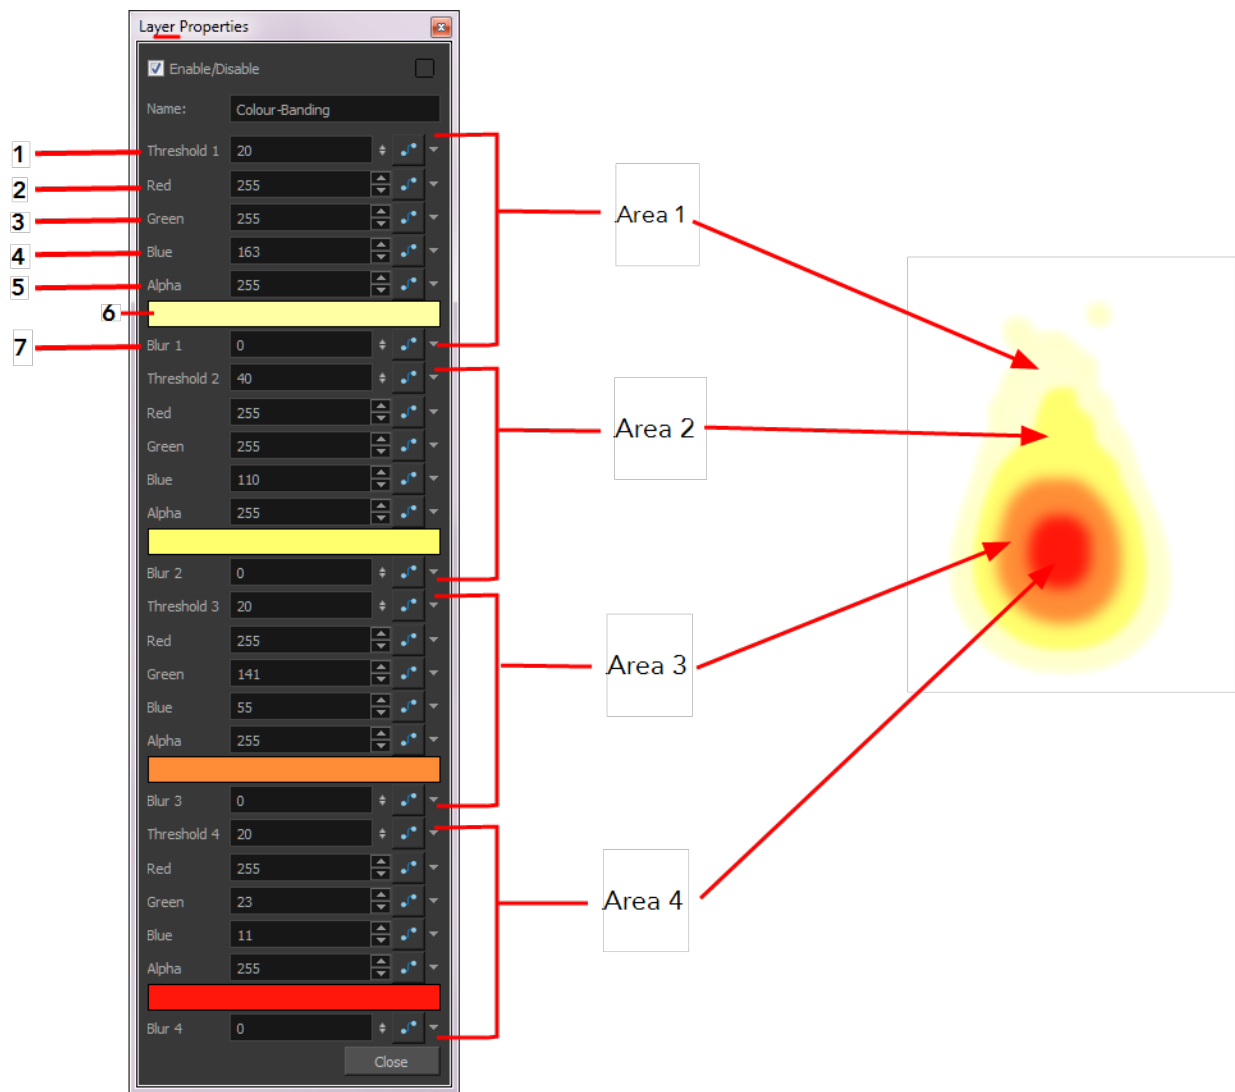 Layer Properties
Enable/Disable
Name: Colour-Banding
1 Threshold 1 20
2 Red 255
3 Green 255
4 Blue 163
5 Alpha 255
6
7 Blur 1 0
Threshold 2 40
Red 255
Green 255
Blue 110
Alpha 255
Blur 2 0
Threshold 3 20
Red 255
Green 141
Blue 55
Alpha 255
Blur 3 0
Threshold 4 20
Red 255
Green 23
Blue 11
Alpha 255
Blur 4 0
Close
Area 1
Area 2
Area 3
Area 4